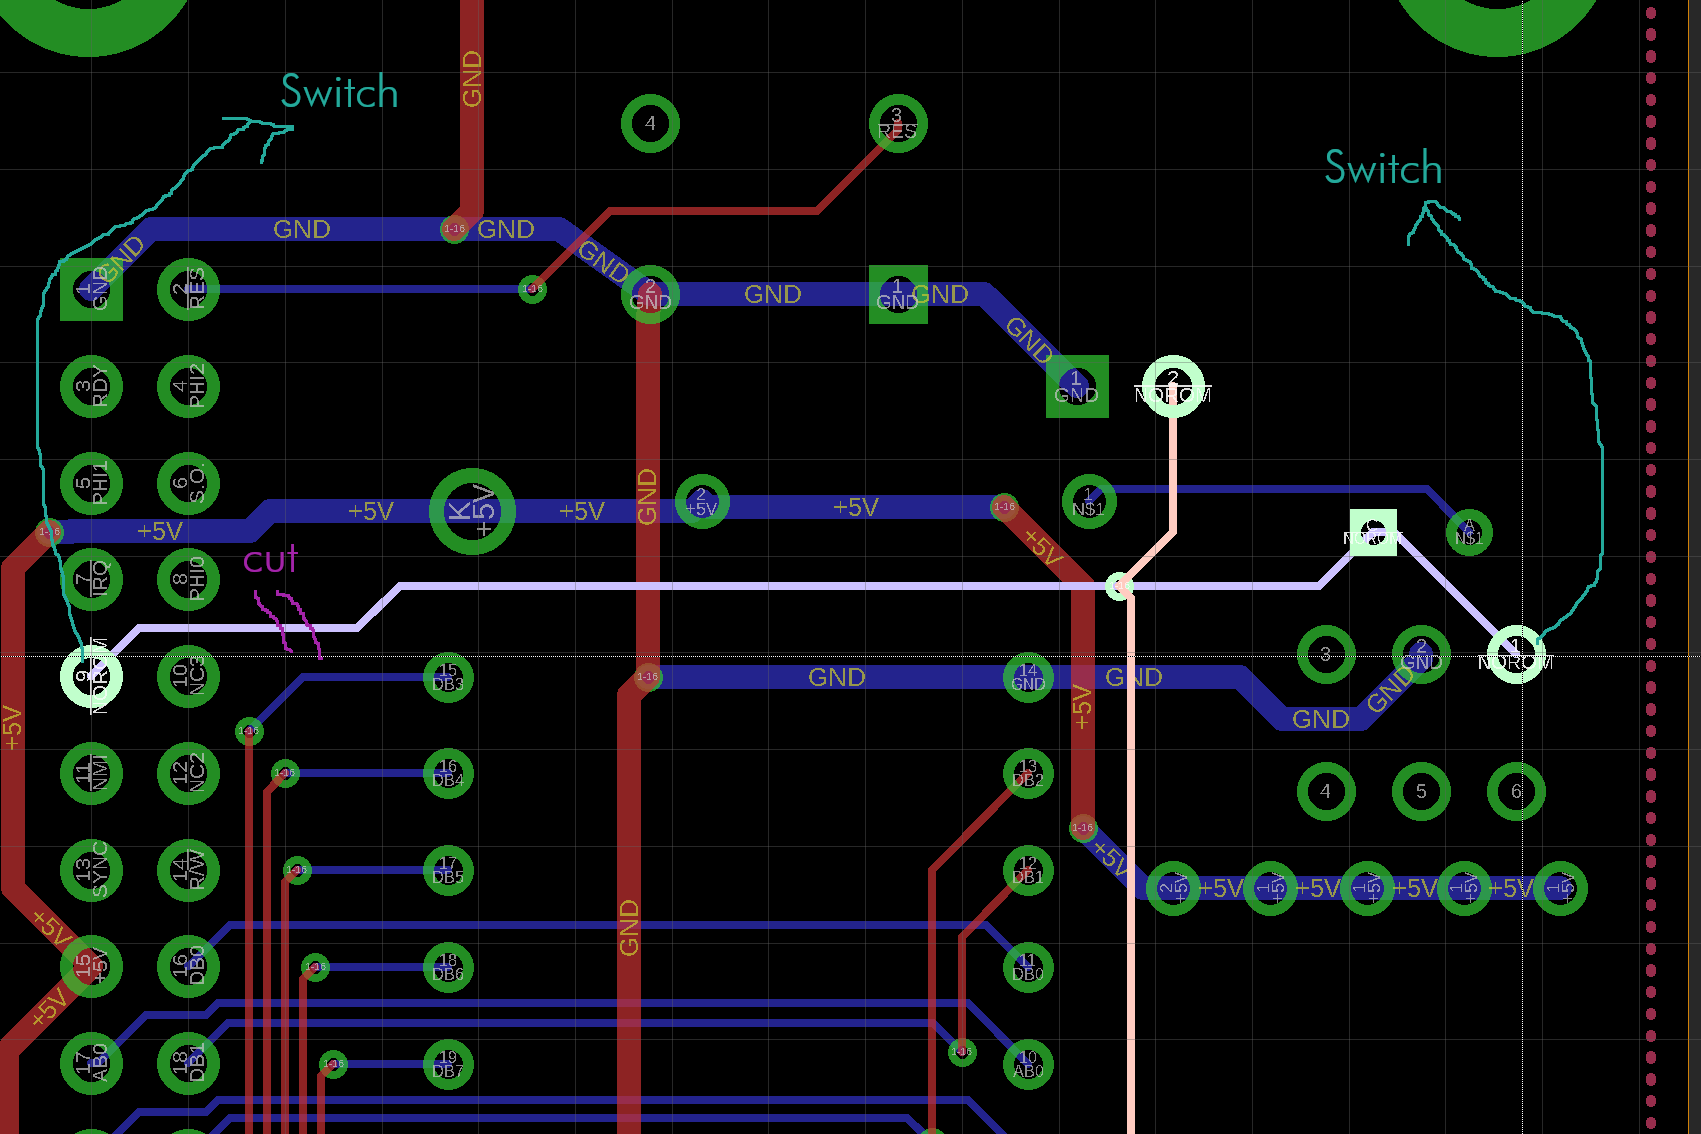 Switch
GND
4
3
RES
Switch
GND
1-16
GND
GND
GND
1
GND
2
RES
1-16
2
GND
GND
1
GND
GND
GND
3
RDY
4
PHI2
1
GND
2
NOROM
5
PHI1
6
S.O.
GND
1-16
+5V
+5V
K
+5V
+5V
2
+5V
+5V
1-16
1
N$1
C
NOROM
A
N$1
cut
+5V
7
IRQ
8
PHI0
3
2
GND
1
NOROM
9
NOROM
10
NC3
15
DB3
1-16
GND
14
GND
GND
GND
GND
+5V
+5V
1-16
11
NMI
12
NC2
1-16
16
DB4
13
DB2
4
5
6
1-16
+5V
13
SYNC
14
R/W
1-16
17
DB5
12
DB1
2
+5V
+5V
1
+5V
+5V
1
+5V
+5V
1
+5V
+5V
1
+5V
+5V
GND
15
+5V
16
DB0
1-16
18
DB6
11
DB0
+5V
1-16
17
AB0
18
DB1
1-16
19
DB7
10
AB0